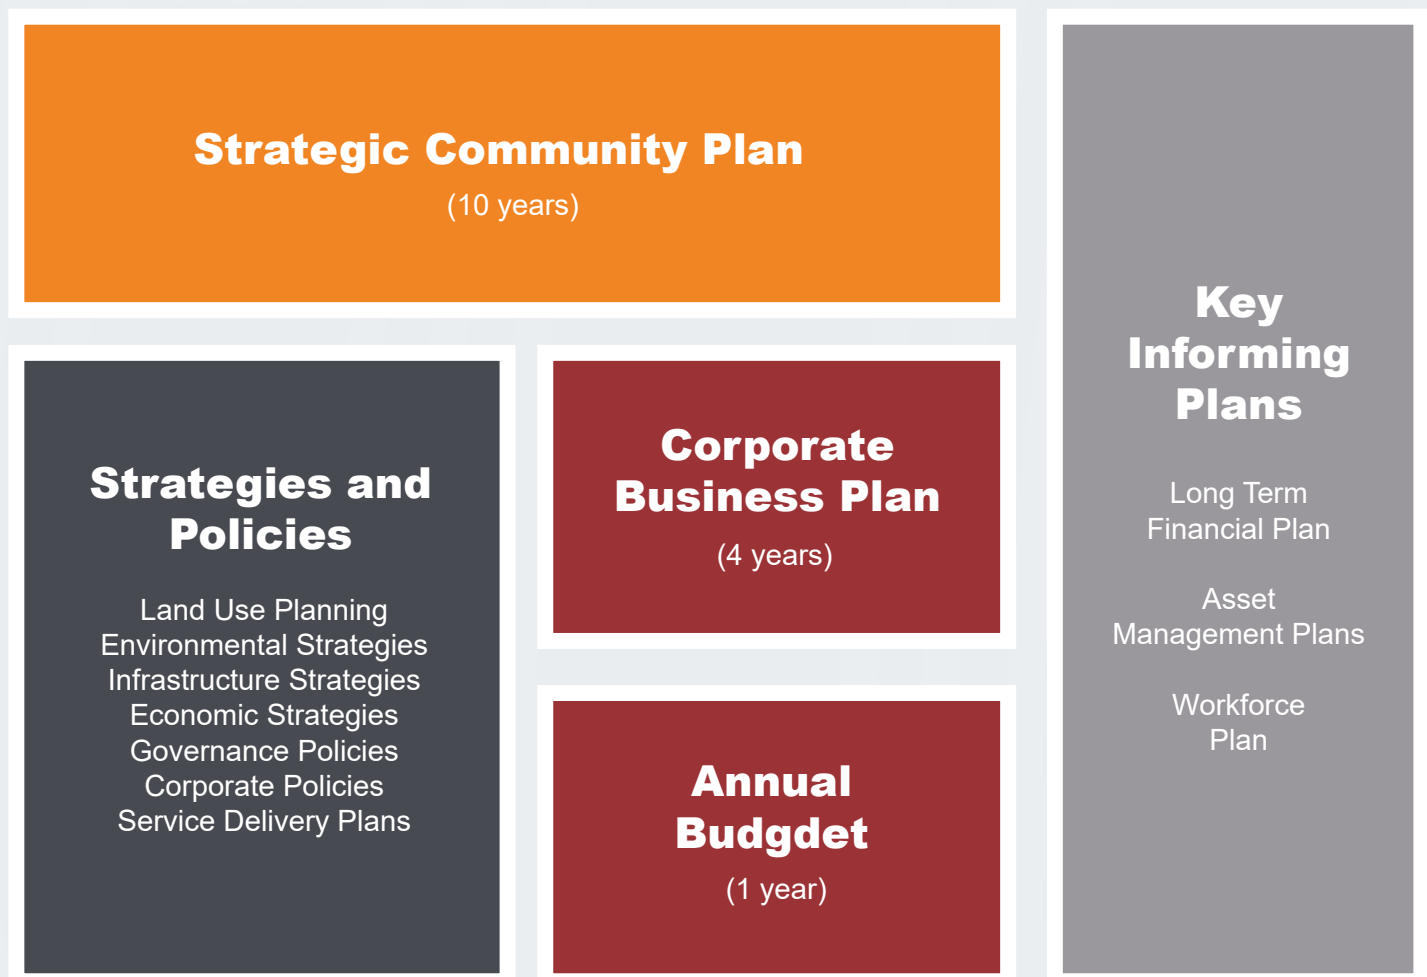 Strategic Community Plan
(10 years)
Strategies and
Policies
Land Use Planning
Environmental Strategies
Infrastructure Strategies
Economic Strategies
Governance Policies
Corporate Policies
Service Delivery Plans
Corporate
Business Plan
(4 years)
Annual
Budgdet
(1 year)
Key
Informing
Plans
Long Term
Financial Plan
Asset
Management Plans
Workforce
Plan